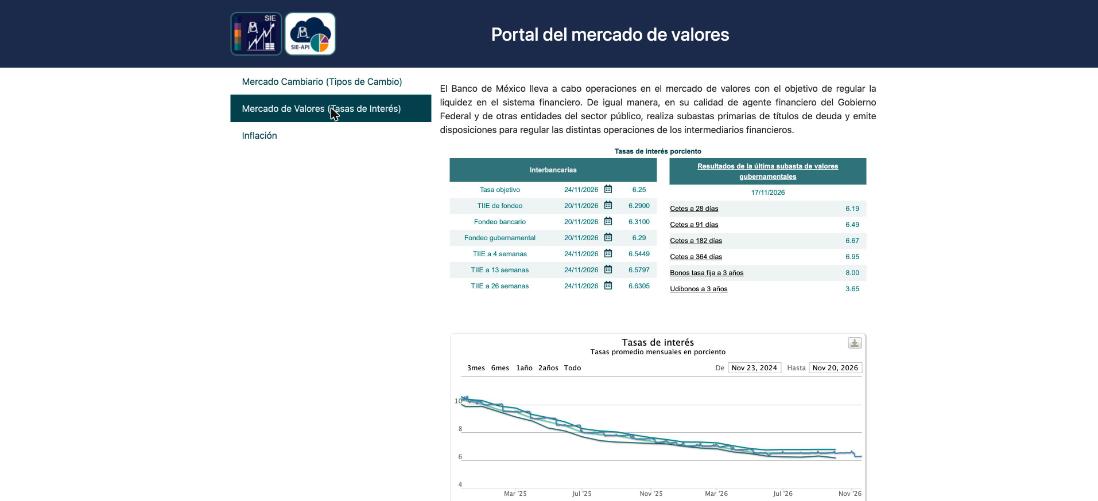 SIE
SIE-API
Portal del mercado de valores
Mercado Cambiario (Tipos de Cambio)
Mercado de Valores (Tasas de Interés)
Inflación
El Banco de México lleva a cabo operaciones en el mercado de valores con el objetivo de regular la
liquidez en el sistema financiero. De igual manera, en su calidad de agente financiero del Gobierno
Federal y de otras entidades del sector público, realiza subastas primarias de títulos de deuda y emite
disposiciones para regular las distintas operaciones de los intermediarios financieros.
Tasas de interés porciento
Interbancarias
Tasa objetivo 24/11/2026 6.25
TIIE de fondeo 20/11/2026 6.2900
Fondeo bancario 20/11/2026 6.3100
Fondeo gubernamental 20/11/2026 6.29
TIIE a 4 semanas 24/11/2026 6.5449
TIIE a 13 semanas 24/11/2026 6.5797
TIIE a 26 semanas 24/11/2026 6.6305
Resultados de la última subasta de valores
gubernamentales
17/11/2026
Cetes a 28 días 6.19
Cetes a 91 días 6.49
Cetes a 182 días 6.67
Cetes a 364 días 6.95
Bonos tasa fija a 3 años 8.00
Udibonos a 3 años 3.65
Tasas de interés
Tasas promedio mensuales en porciento
3mes 6mes 1año 2años Todo
De Nov 23, 2024 Hasta Nov 20, 2026
10
8
6
4
Mar '25 Jul '25 Nov '25 Mar '26 Jul '26 Nov '26